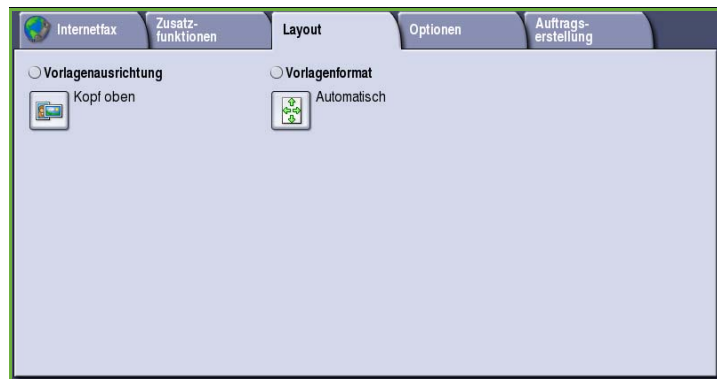 Internetfax
Zusatz-
funktionen
Layout
Optionen
Auftrags-
erstellung
Vorlagenausrichtung
Kopf oben
Vorlagenformat
Automatisch